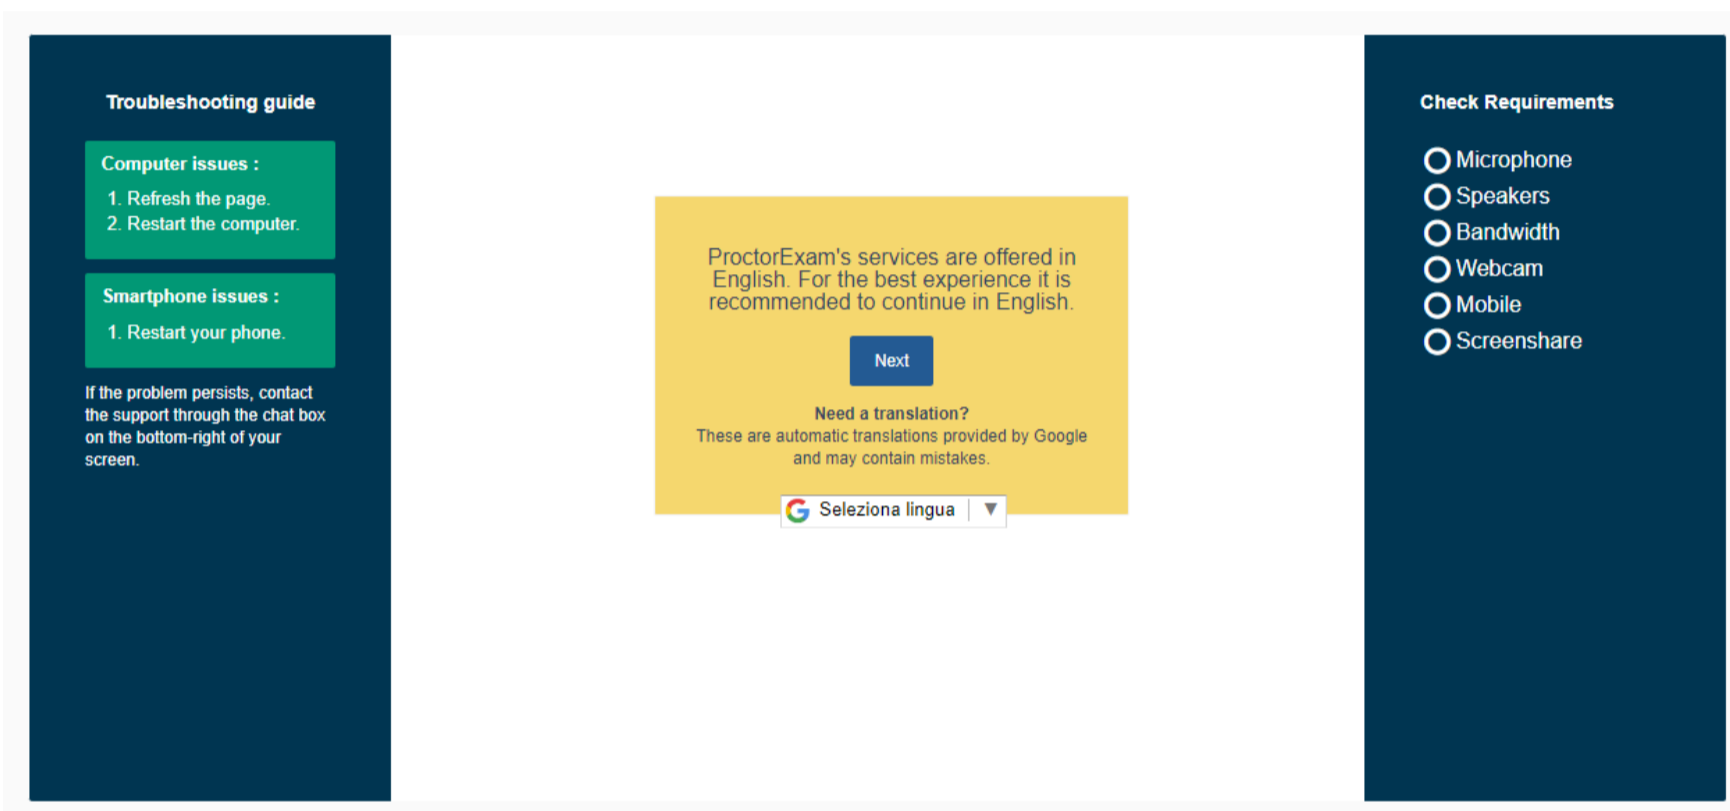 Troubleshooting guide
Computer issues :
1. Refresh the page.
2. Restart the computer.
Smartphone issues :
1. Restart your phone.
If the problem persists, contact
the support through the chat box
on the bottom-right of your
screen.
ProctorExam's services are offered in
English. For the best experience it is
recommended to continue in English.
Next
Need a translation?
These are automatic translations provided by Google
and may contain mistakes.
G Seleziona lingua ▼
Check Requirements
Microphone
Speakers
Bandwidth
Webcam
Mobile
Screenshare